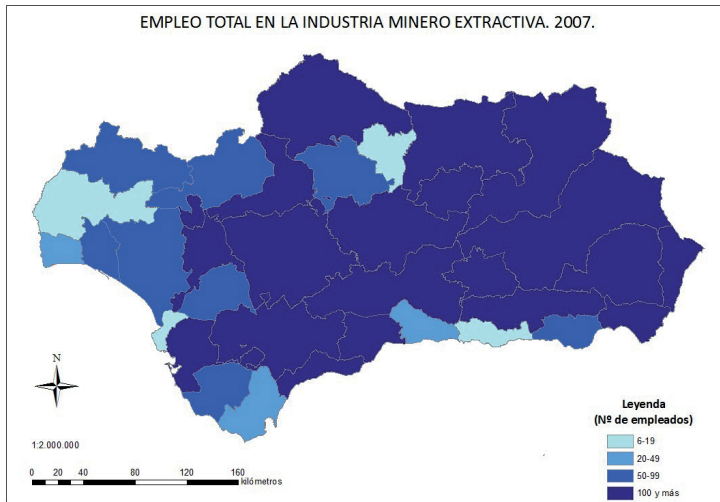 EMPLEO TOTAL EN LA INDUSTRIA MINERO EXTRACTIVA. 2007.
N
1:2.000.000
0 20 40 80 120 160
kilómetros
Leyenda
(Nº de empleados)
6-19
20-49
50-99
100 y más